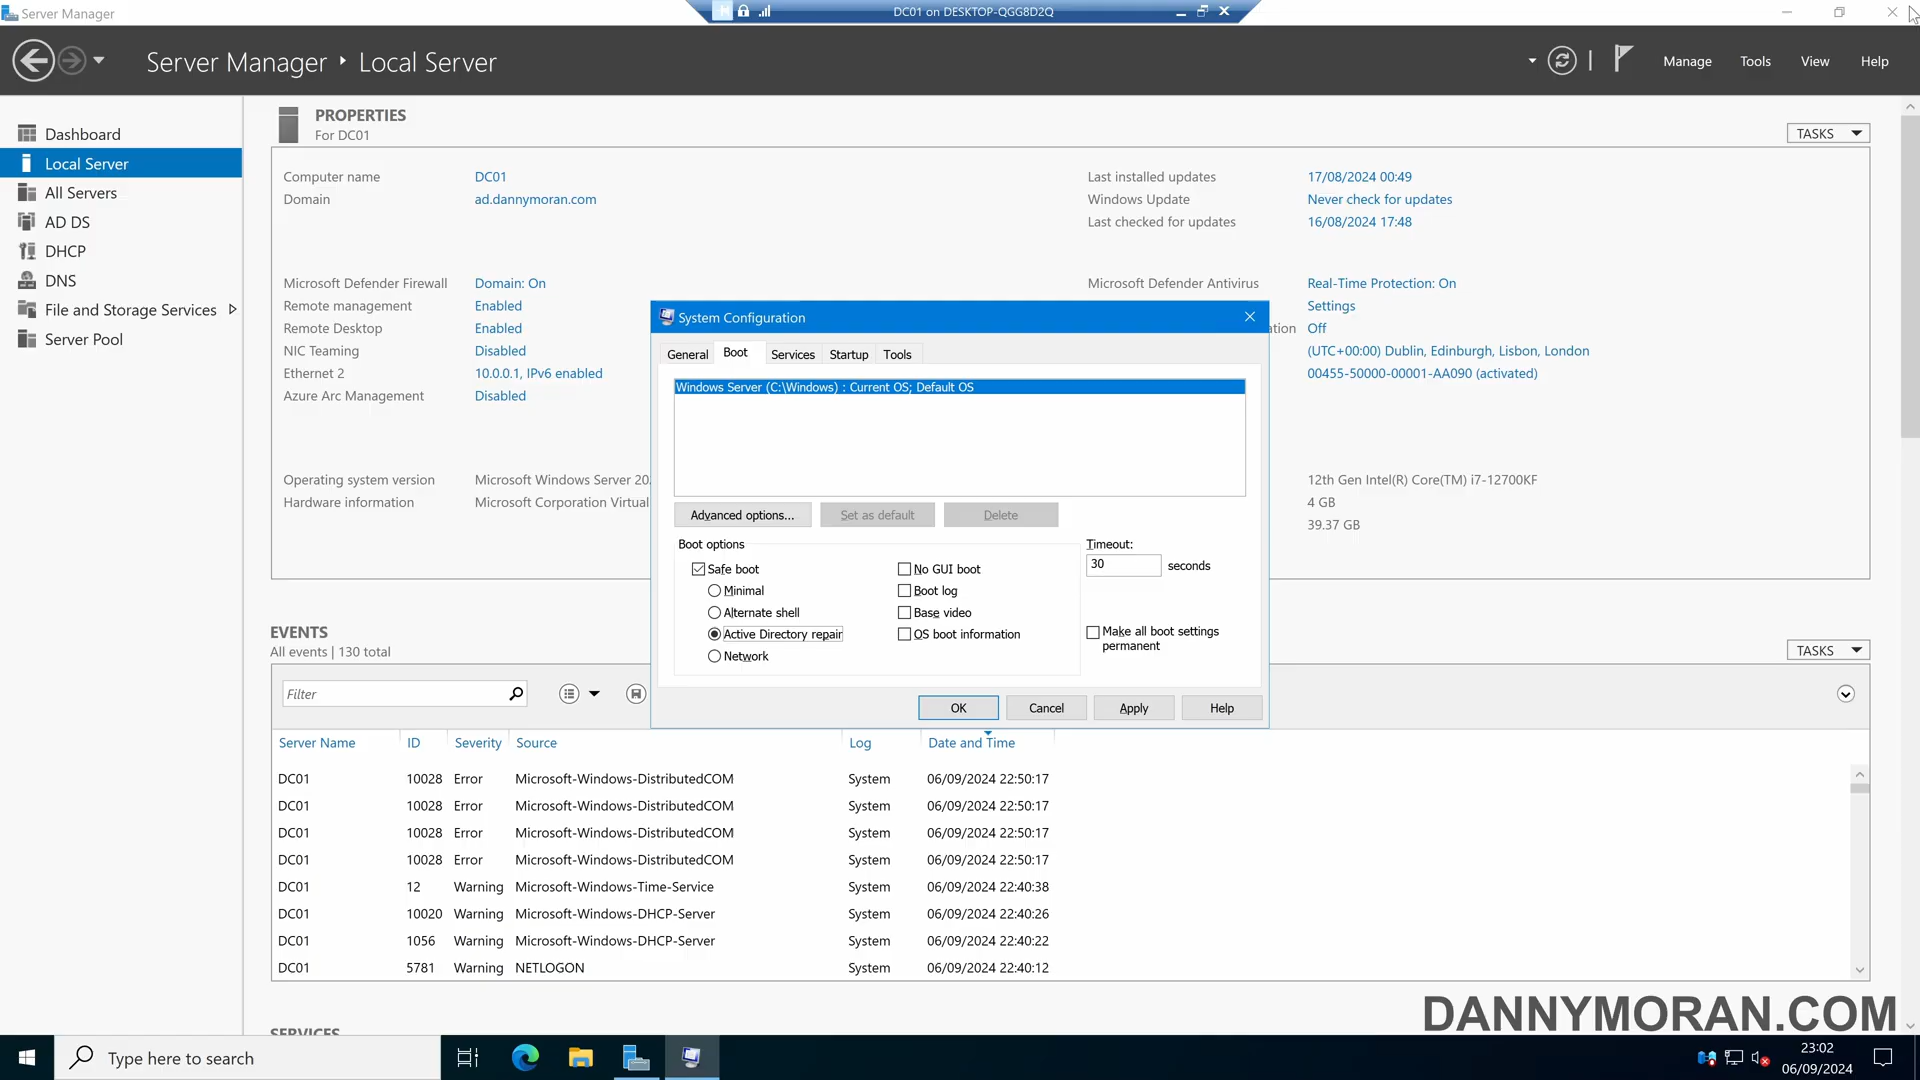 Server Manager
DC01 on DESKTOP-QGG8D2Q
Server Manager ‣ Local Server
Manage
Tools
View
Help
Dashboard
Local Server
All Servers
AD DS
DHCP
DNS
File and Storage Services
Server Pool
PROPERTIES
For DC01
TASKS
Computer name DC01
Domain ad.dannymoran.com
Last installed updates 17/08/2024 00:49
Windows Update Never check for updates
Last checked for updates 16/08/2024 17:48
Microsoft Defender Firewall Domain: On
Remote management Enabled
Remote Desktop Enabled
NIC Teaming Disabled
Ethernet 2 10.0.0.1, IPv6 enabled
Azure Arc Management Disabled
Microsoft Defender Antivirus Real-Time Protection: On
Settings
ation Off
(UTC+00:00) Dublin, Edinburgh, Lisbon, London
00455-50000-00001-AA090 (activated)
Operating system version Microsoft Windows Server 20
Hardware information Microsoft Corporation Virtual
12th Gen Intel(R) Core(TM) i7-12700KF
4 GB
39.37 GB
System Configuration
General Boot Services Startup Tools
Windows Server (C:\Windows) : Current OS; Default OS
Advanced options... Set as default Delete
Boot options
Safe boot
Minimal
Alternate shell
Active Directory repair
Network
No GUI boot
Boot log
Base video
OS boot information
Timeout:
30 seconds
Make all boot settings
permanent
OK Cancel Apply Help
EVENTS
All events | 130 total
TASKS
Filter
Server Name ID Severity Source Log Date and Time
DC01 10028 Error Microsoft-Windows-DistributedCOM System 06/09/2024 22:50:17
DC01 10028 Error Microsoft-Windows-DistributedCOM System 06/09/2024 22:50:17
DC01 10028 Error Microsoft-Windows-DistributedCOM System 06/09/2024 22:50:17
DC01 10028 Error Microsoft-Windows-DistributedCOM System 06/09/2024 22:50:17
DC01 12 Warning Microsoft-Windows-Time-Service System 06/09/2024 22:40:38
DC01 10020 Warning Microsoft-Windows-DHCP-Server System 06/09/2024 22:40:26
DC01 1056 Warning Microsoft-Windows-DHCP-Server System 06/09/2024 22:40:22
DC01 5781 Warning NETLOGON System 06/09/2024 22:40:12
SERVICES
DANNYMORAN.COM
Type here to search
23:02
06/09/2024